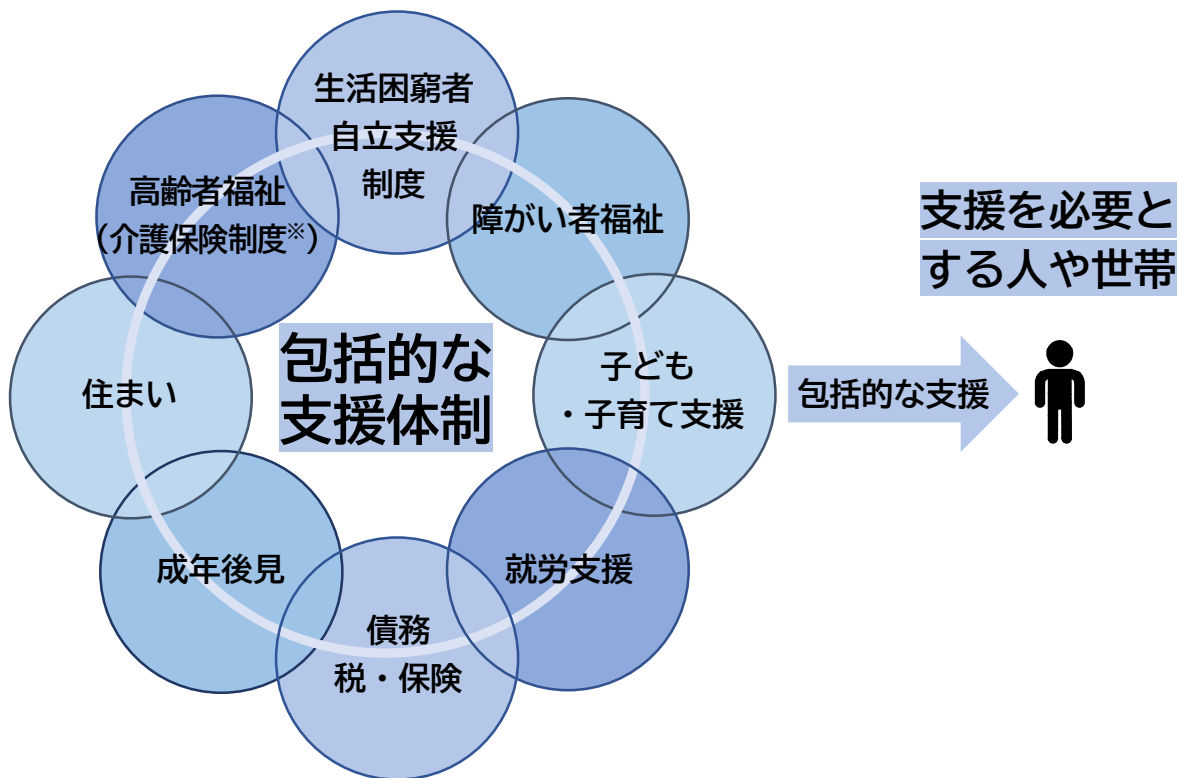 生活困窮者
自立支援
制度
高齢者福祉
（介護保険制度※）
障がい者福祉
支援を必要と
する人や世帯
住まい
包括的な
支援体制
子ども
・子育て支援
包括的な支援
成年後見
就労支援
債務
税・保険